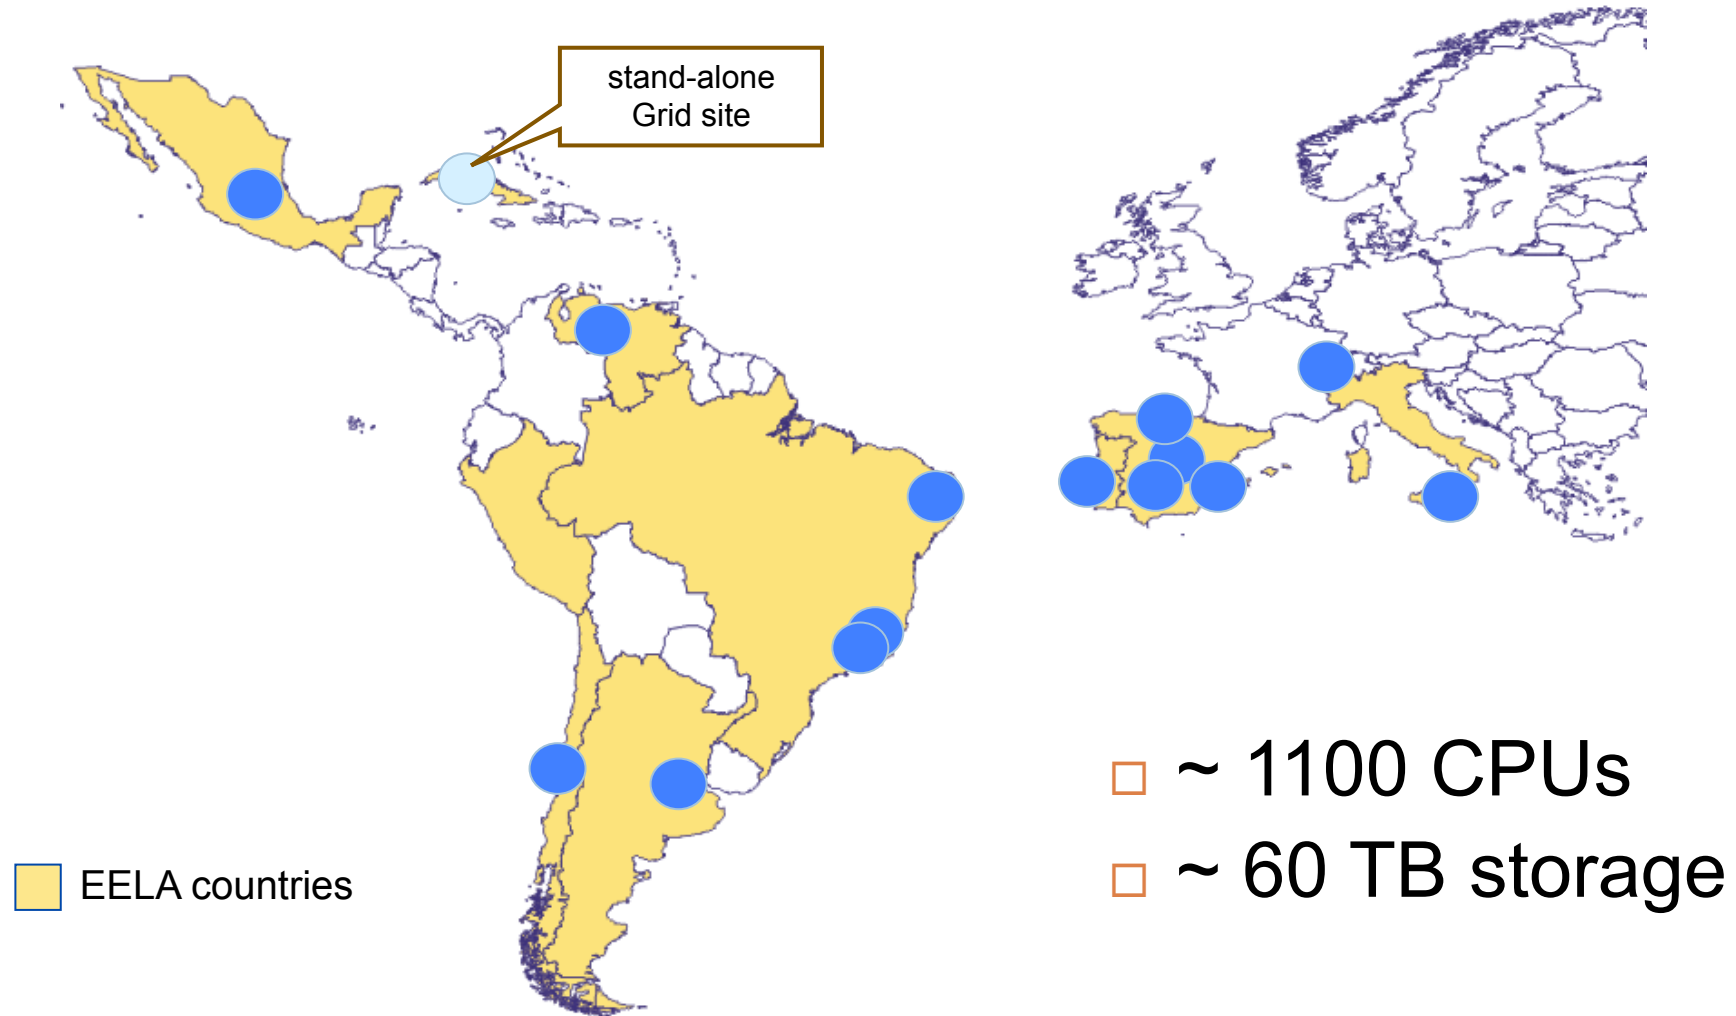 stand-alone
Grid site
~ 1100 CPUs
~ 60 TB storage
EELA countries